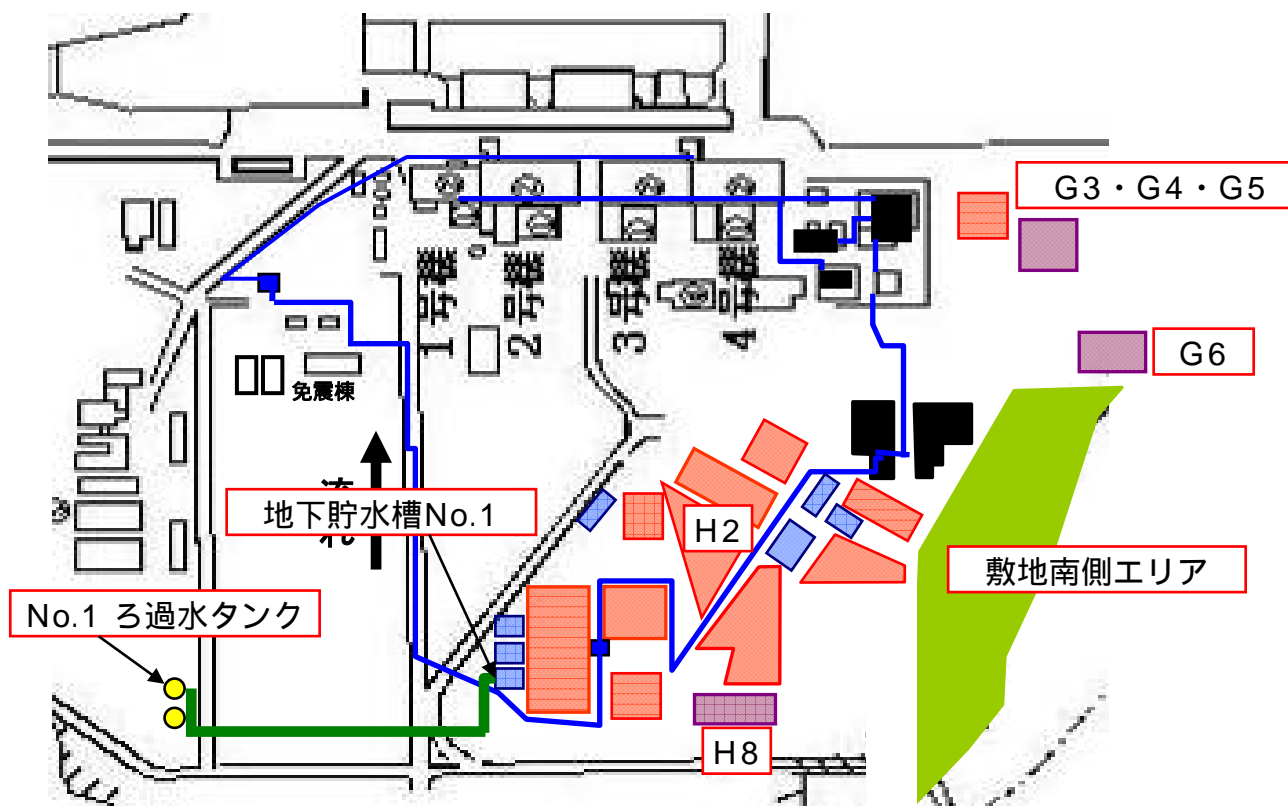 G3・G4・G5
G6
1号機
2号機
3号機
4号機
免震棟
地下貯水槽No.1
H2
敷地南側エリア
No.1 ろ過水タンク
H8